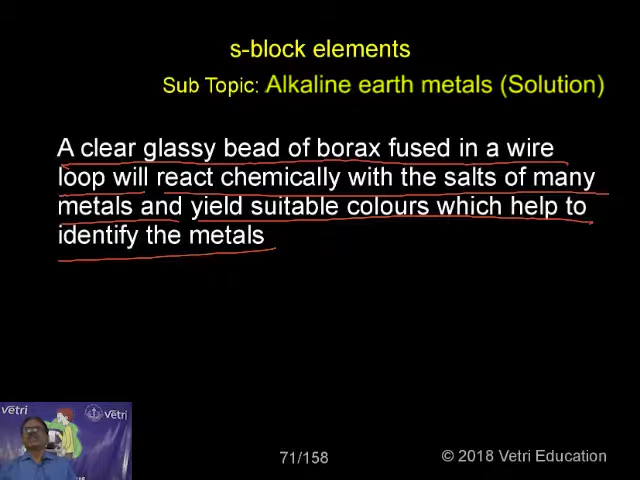 s-block elements
Sub Topic: Alkaline earth metals (Solution)
A clear glassy bead of borax fused in a wire
loop will react chemically with the salts of many
metals and yield suitable colours which help to
identify the metals
vetri
vetri
71/158
© 2018 Vetri Education